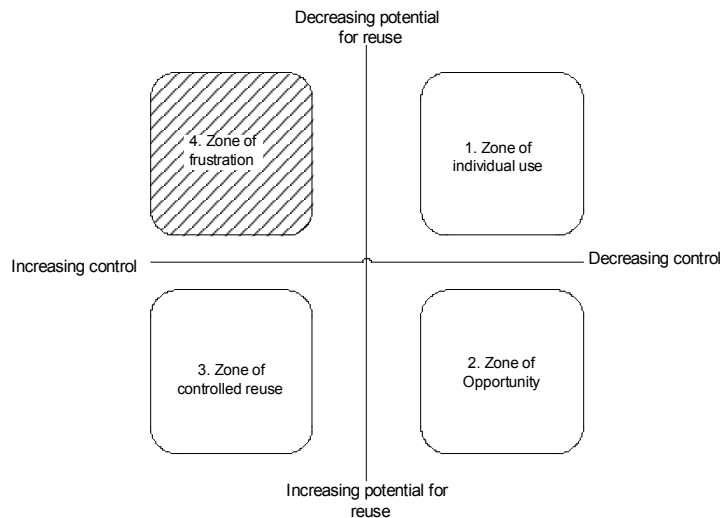 Decreasing potential
for reuse
4. Zone of
frustration
1. Zone of
individual use
Increasing control
Decreasing control
3. Zone of
controlled reuse
2. Zone of
Opportunity
Increasing potential for
reuse